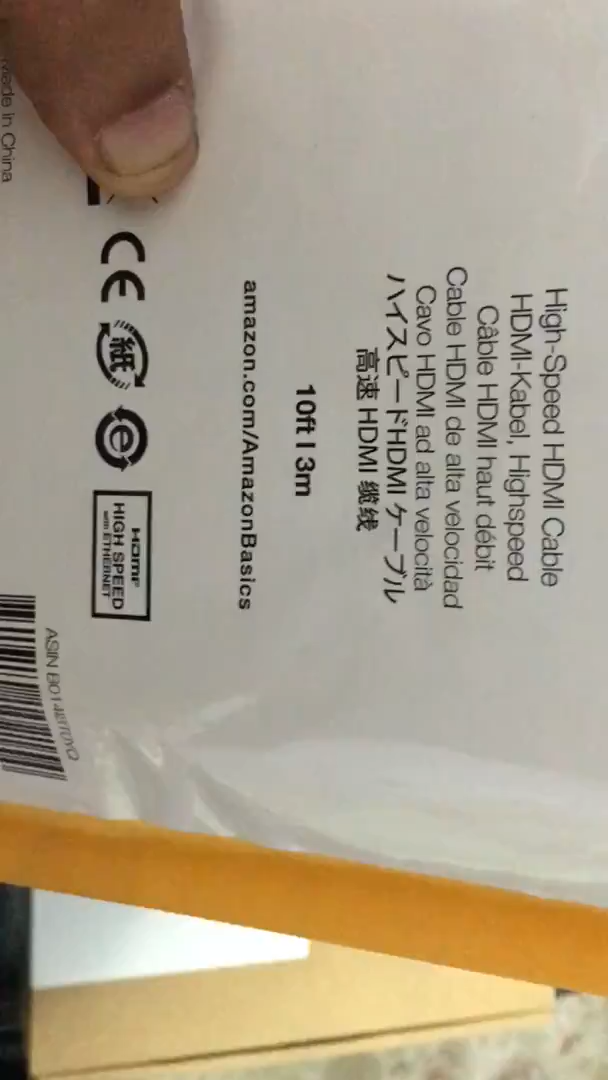 High-Speed HDMI Cable
HDMI-Kabel, Highspeed
Câble HDMI haut débit
Cable HDMI de alta velocidad
Cavo HDMI ad alta velocità
ハイスピードHDMI ケーブル
高速 HDMI 缆线
10ft I 3m
amazon.com/AmazonBasics
CE
紙
e
HDMI
HIGH SPEED
with ETHERNET
ASIN
Made in China